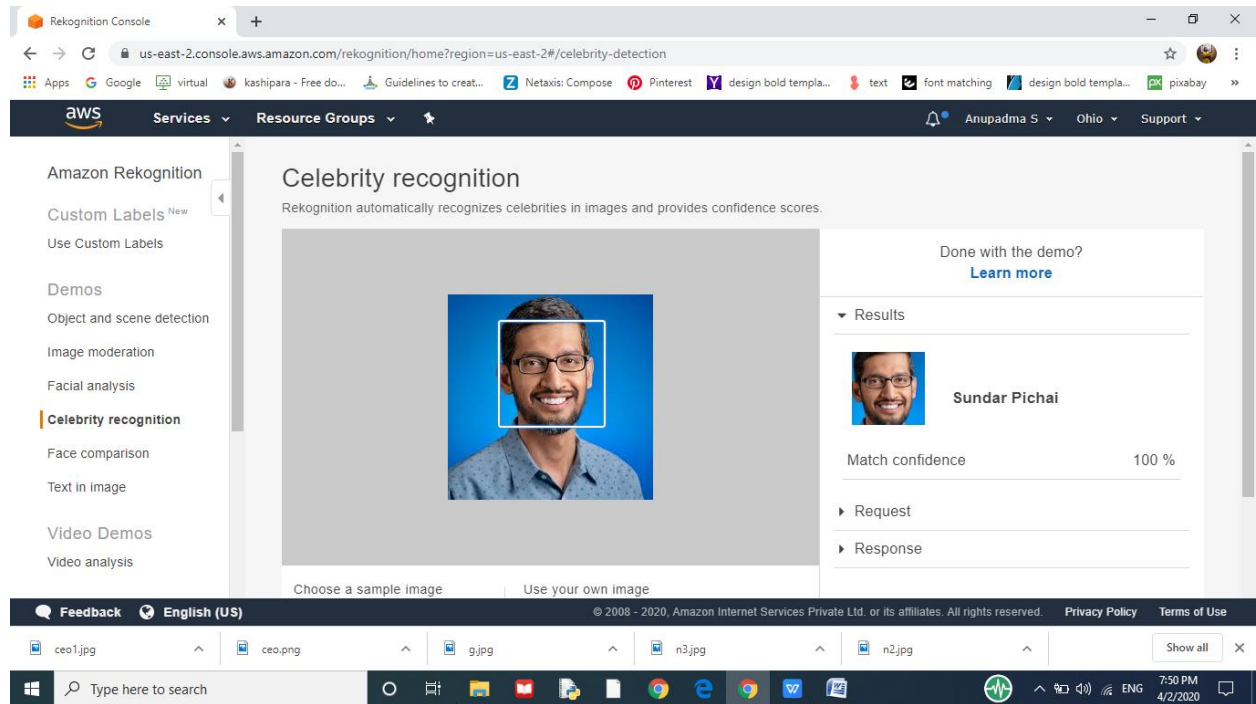 Rekognition Console
us-east-2.console.aws.amazon.com/rekognition/home?region=us-east-2#/celebrity-detection
Apps Google virtual kashipara - Free do... Guidelines to creat... Netaxis: Compose Pinterest design bold templa... text font matching design bold templa... pixabay »
aws Services Resource Groups Anupadma S Ohio Support
Amazon Rekognition
Custom Labels New
Use Custom Labels
Demos
Object and scene detection
Image moderation
Facial analysis
Celebrity recognition
Face comparison
Text in image
Video Demos
Video analysis
Celebrity recognition
Rekognition automatically recognizes celebrities in images and provides confidence scores.
Choose a sample image
Use your own image
Done with the demo?
Learn more
Results
Sundar Pichai
Match confidence 100 %
Request
Response
Feedback English (US) © 2008 - 2020, Amazon Internet Services Private Ltd. or its affiliates. All rights reserved. Privacy Policy Terms of Use
ceo1.jpg ceo.png g.jpg n3.jpg n2.jpg Show all
Type here to search ENG 7:50 PM
4/2/2020